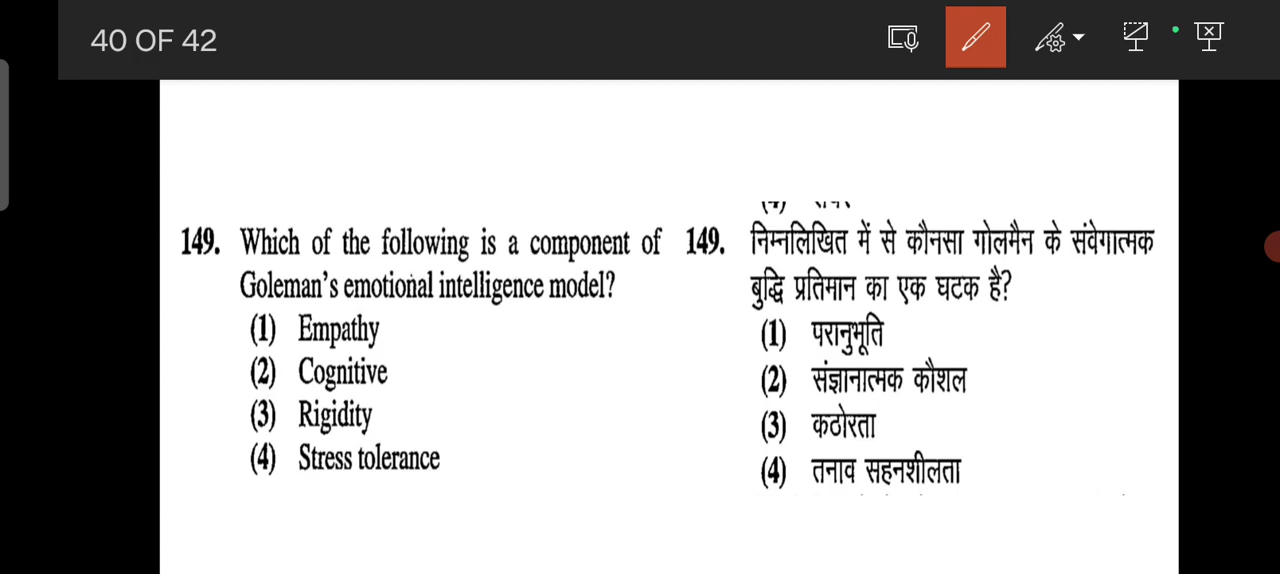 40 OF 42
149. Which of the following is a component of
Goleman's emotional intelligence model?
(1) Empathy
(2) Cognitive
(3) Rigidity
(4) Stress tolerance
149. निम्नलिखित में से कौनसा गोलमैन के संवेगात्मक
बुद्धि प्रतिमान का एक घटक है?
(1) परानुभूति
(2) संज्ञानात्मक कौशल
(3) कठोरता
(4) तनाव सहनशीलता